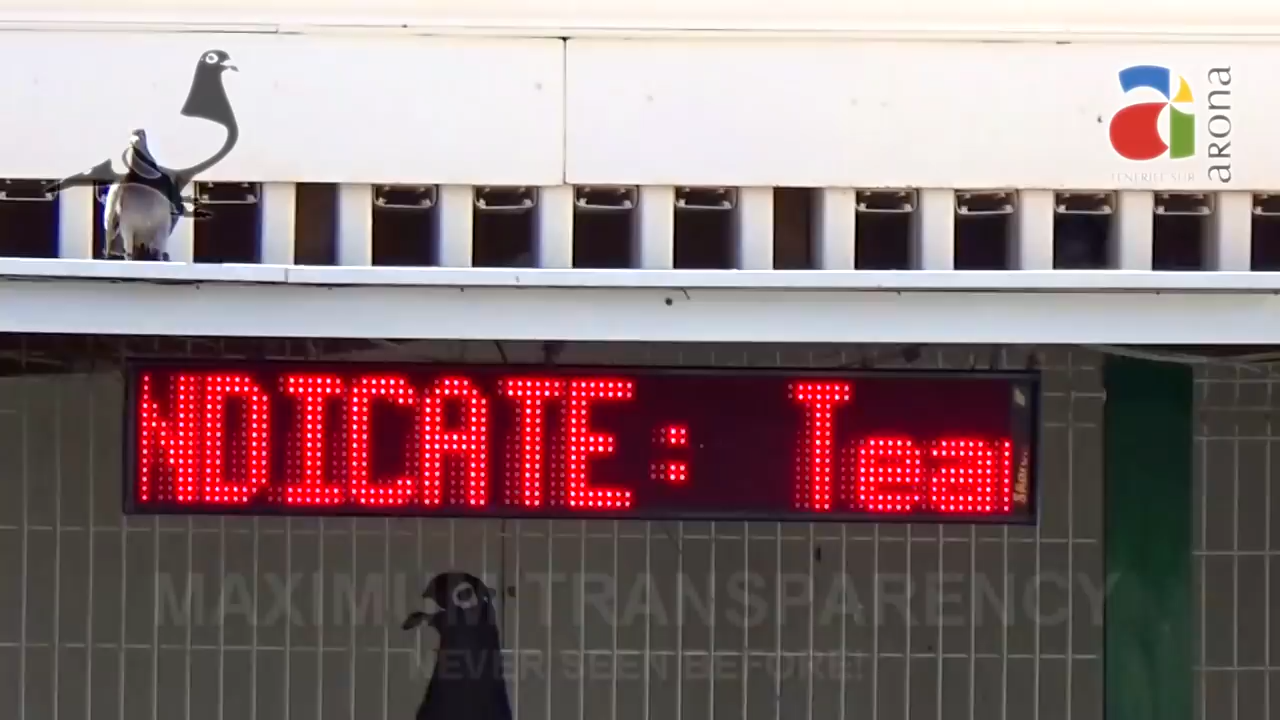 arona
TENERIFE SUR
NDICATE: Tea
MAXIMUM TRANSPARENCY
NEVER SEEN BEFORE!